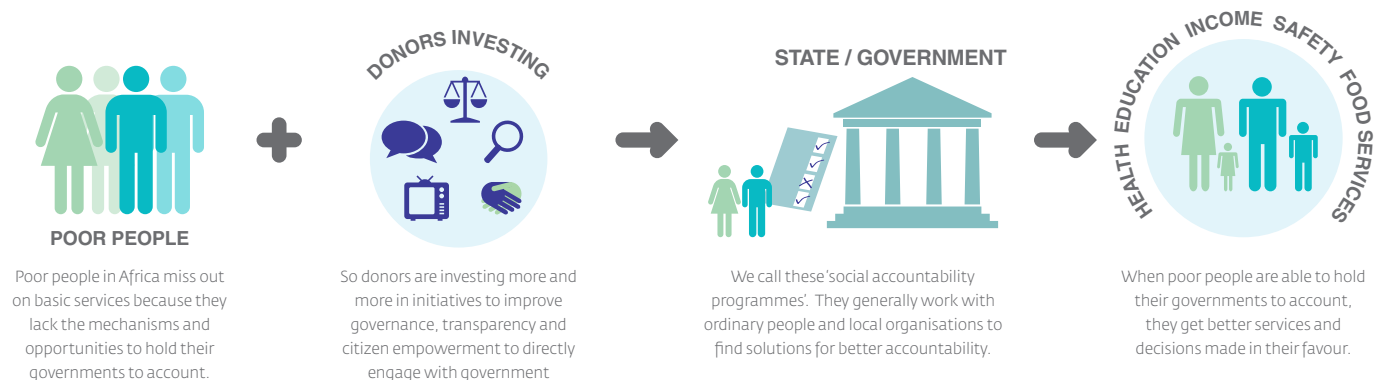 POOR PEOPLE
Poor people in Africa miss out
on basic services because they
lack the mechanisms and
opportunities to hold their
governments to account.
DONORS INVESTING
So donors are investing more and
more in initiatives to improve
governance, transparency and
citizen empowerment to directly
engage with government
STATE / GOVERNMENT
We call these ‘social accountability
programmes’.  They generally work with
ordinary people and local organisations to
find solutions for better accountability.
HEALTH EDUCATION INCOME SAFETY FOOD SERVICES
When poor people are able to hold
their governments to account,
they get better services and
decisions made in their favour.